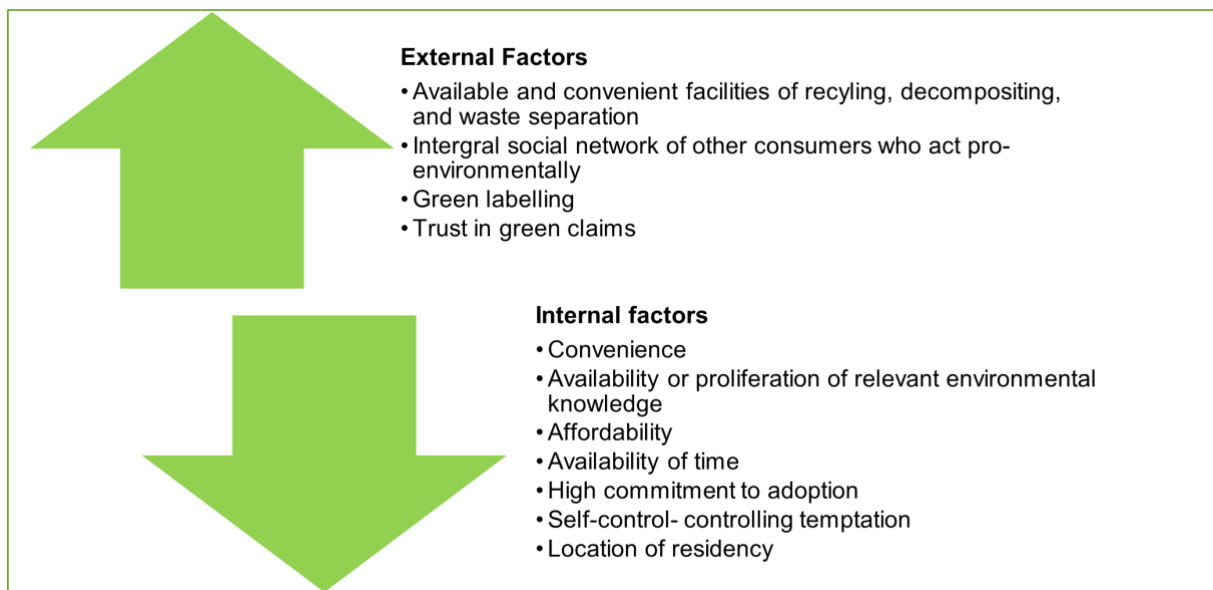 External Factors
•Available and convenient facilities of recyling, decompositing,
and waste separation
•Intergral social network of other consumers who act pro-
environmentally
•Green labelling
•Trust in green claims
Internal factors
•Convenience
•Availability or proliferation of relevant environmental
knowledge
•Affordability
•Availability of time
•High commitment to adoption
•Self-control- controlling temptation
•Location of residency